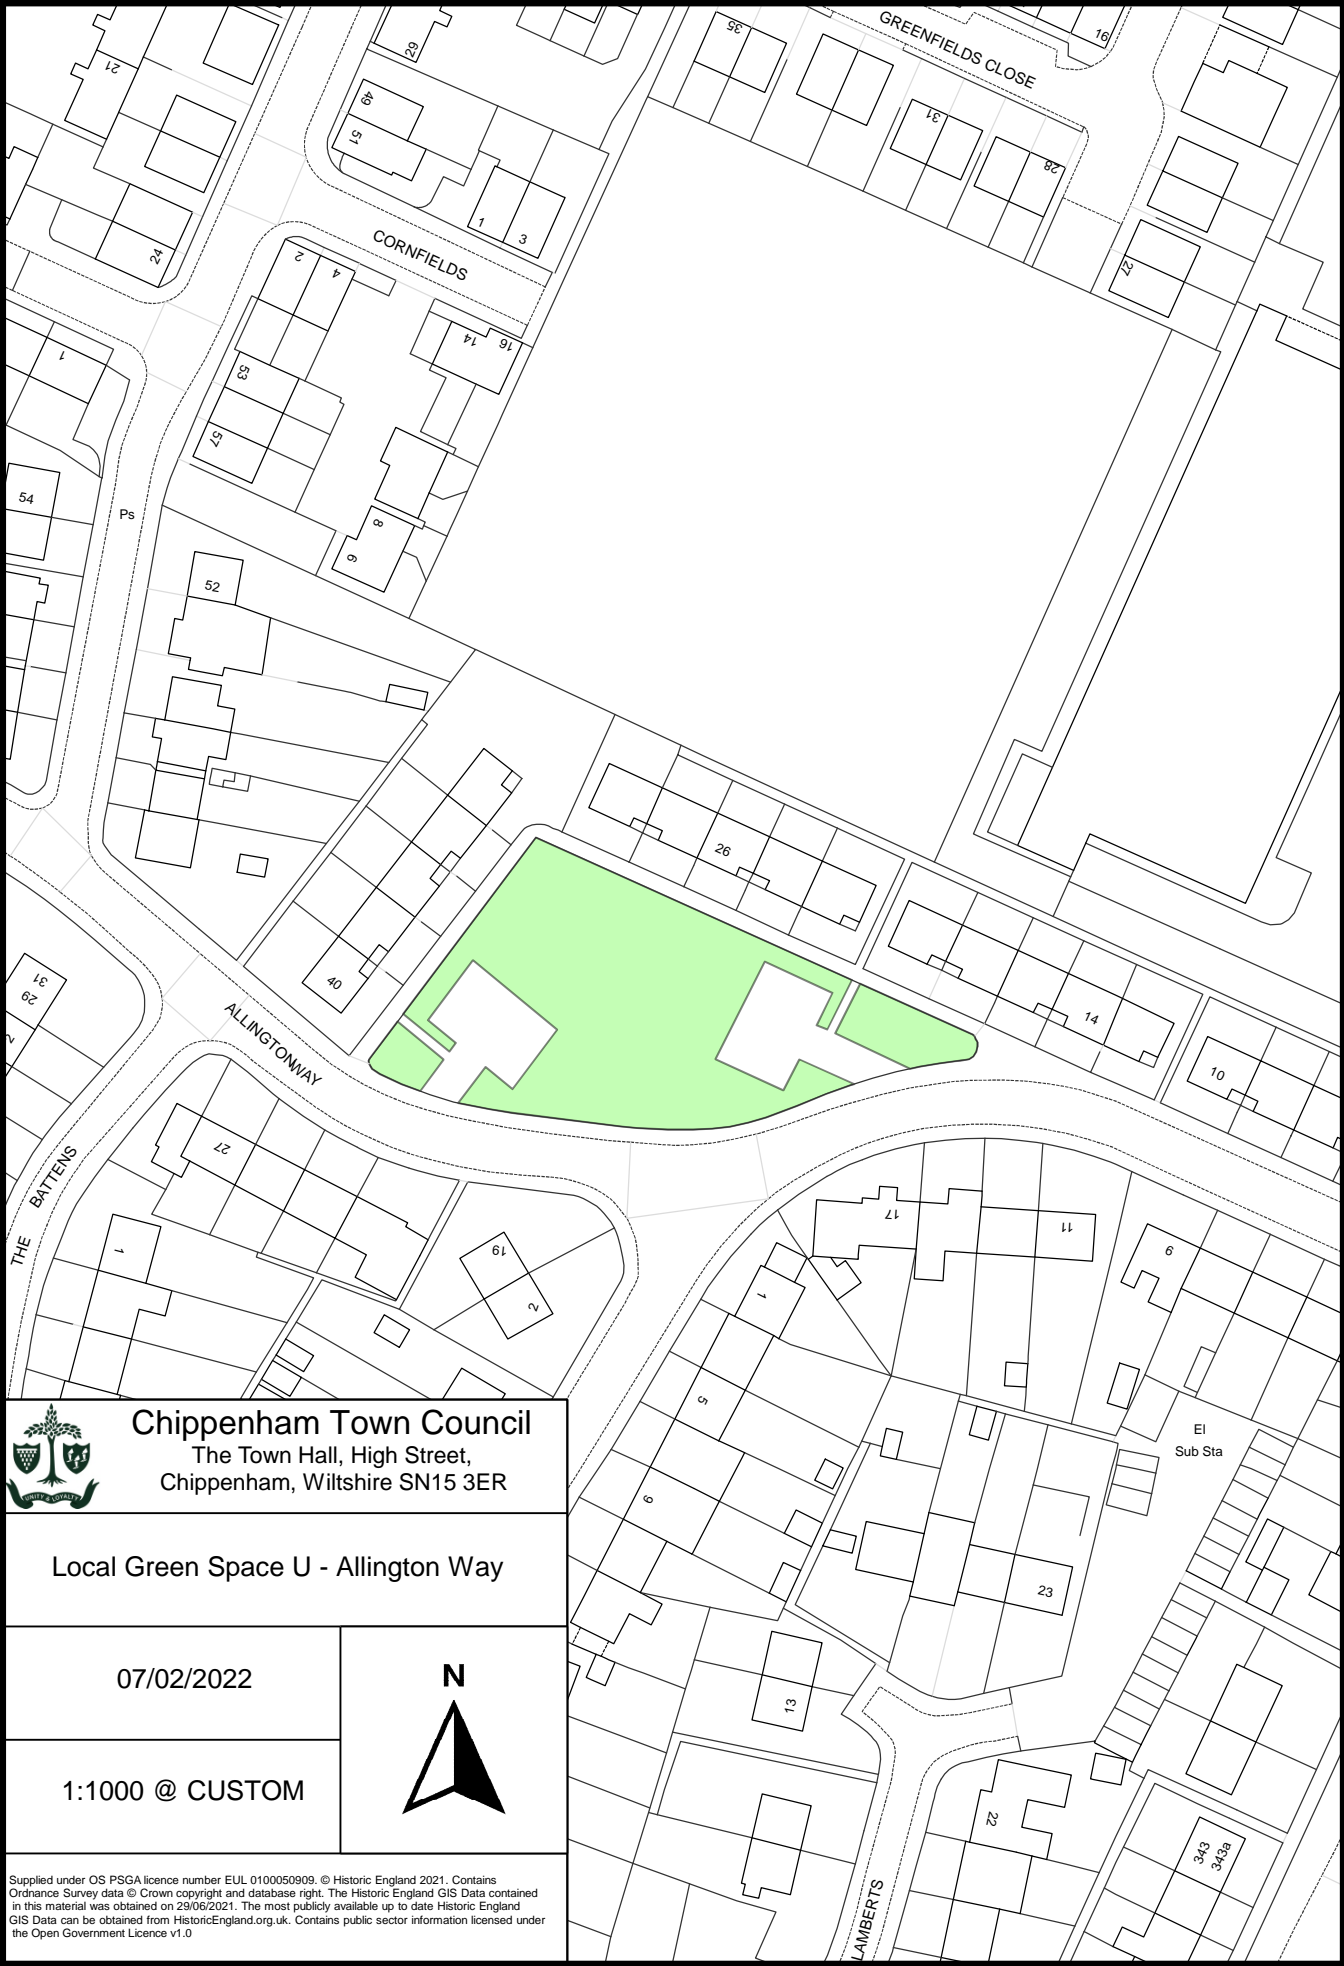 GREENFIELDS CLOSE
35
16
21
29
49
51
31
28
1
3
24
CORNFIELDS
2
4
27
14
16
1
53
57
54
Ps
8
6
52
26
40
14
10
31
29
2
ALLINGTON WAY
27
THE BATTENS
1
19
2
17
11
9
1
5
9
El
Sub Sta
23
13
22
343
343a
LAMBERTS
UNITY & LOYALTY
Chippenham Town Council
The Town Hall, High Street,
Chippenham, Wiltshire SN15 3ER
Local Green Space U - Allington Way
07/02/2022
N
1:1000 @ CUSTOM
Supplied under OS PSGA licence number EUL 0100050909. © Historic England 2021. Contains
Ordnance Survey data © Crown copyright and database right. The Historic England GIS Data contained
in this material was obtained on 29/06/2021. The most publicly available up to date Historic England
GIS Data can be obtained from HistoricEngland.org.uk. Contains public sector information licensed under
the Open Government Licence v1.0